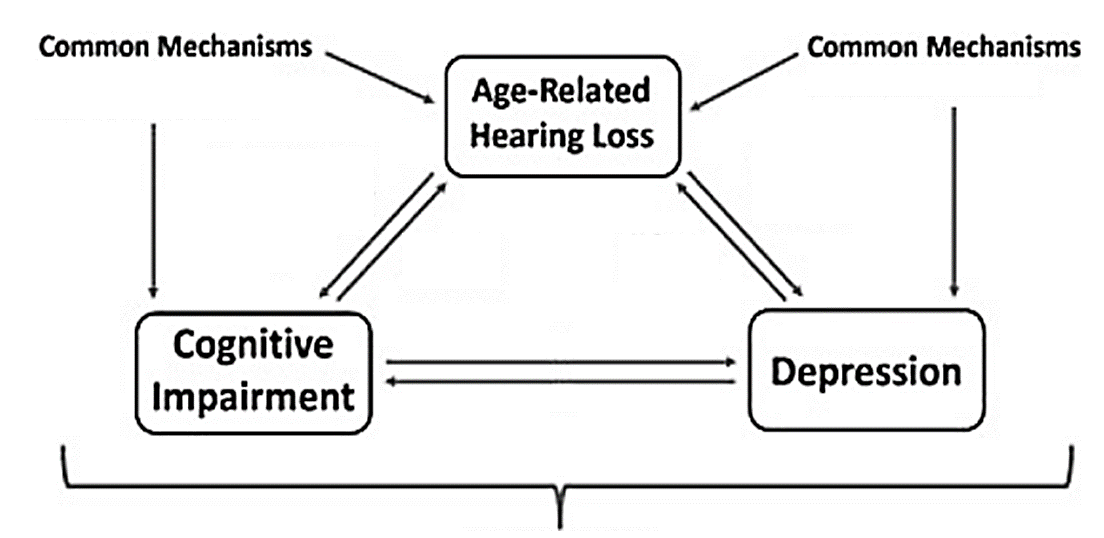 Common Mechanisms
Common Mechanisms
Age-Related
Hearing Loss
Cognitive
Impairment
Depression